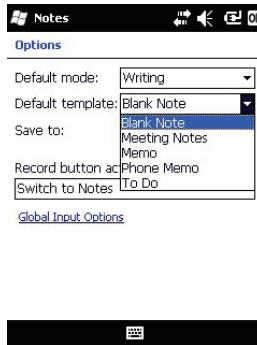 Notes
Options
Default mode: Writing
Default template: Blank Note
Blank Note
Save to:
Meeting Notes
Memo
Record button ac Phone Memo
To Do
Switch to Notes
Global Input Options